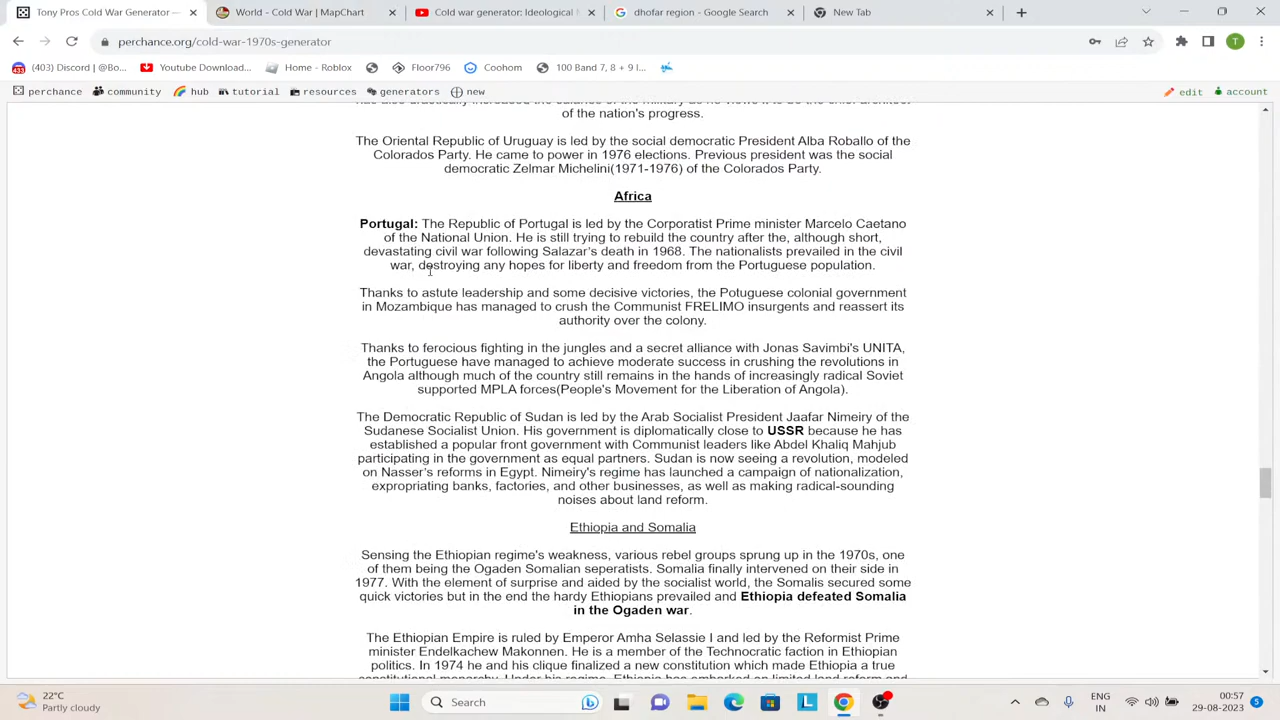 Tony Pros Cold War Generator –
World - Cold War | MapChart
Cold war generator: Ideological
dhofar region - Google Search
New Tab
perchance.org/cold-war-1970s-generator
(403) Discord | @Bo...
Youtube Downloaded...
Home - Roblox
Floor796
Coohom
100 Band 7, 8 + 9 I...
perchance
community
hub
tutorial
resources
generators
new
edit
account
of the nation's progress.
The Oriental Republic of Uruguay is led by the social democratic President Alba Roballo of the
Colorados Party. He came to power in 1976 elections. Previous president was the social
democratic Zelmar Michelini(1971-1976) of the Colorados Party.
Africa
Portugal: The Republic of Portugal is led by the Corporatist Prime minister Marcelo Caetano
of the National Union. He is still trying to rebuild the country after the, although short,
devastating civil war following Salazar's death in 1968. The nationalists prevailed in the civil
war, destroying any hopes for liberty and freedom from the Portuguese population.
Thanks to astute leadership and some decisive victories, the Potuguese colonial government
in Mozambique has managed to crush the Communist FRELIMO insurgents and reassert its
authority over the colony.
Thanks to ferocious fighting in the jungles and a secret alliance with Jonas Savimbi's UNITA,
the Portuguese have managed to achieve moderate success in crushing the revolutions in
Angola although much of the country still remains in the hands of increasingly radical Soviet
supported MPLA forces(People's Movement for the Liberation of Angola).
The Democratic Republic of Sudan is led by the Arab Socialist President Jaafar Nimeiry of the
Sudanese Socialist Union. His government is diplomatically close to USSR because he has
established a popular front government with Communist leaders like Abdel Khaliq Mahjub
participating in the government as equal partners. Sudan is now seeing a revolution, modeled
on Nasser's reforms in Egypt. Nimeiry's regime has launched a campaign of nationalization,
expropriating banks, factories, and other businesses, as well as making radical-sounding
noises about land reform.
Ethiopia and Somalia
Sensing the Ethiopian regime's weakness, various rebel groups sprung up in the 1970s, one
of them being the Ogaden Somalian seperatists. Somalia finally intervened on their side in
1977. With the element of surprise and aided by the socialist world, the Somalis secured some
quick victories but in the end the hardy Ethiopians prevailed and Ethiopia defeated Somalia
in the Ogaden war.
The Ethiopian Empire is ruled by Emperor Amha Selassie I and led by the Reformist Prime
minister Endelkachew Makonnen. He is a member of the Technocratic faction in Ethiopian
politics. In 1974 he and his clique finalized a new constitution which made Ethiopia a true
22°C
Partly cloudy
Search
ENG
IN
00:57
29-08-2023